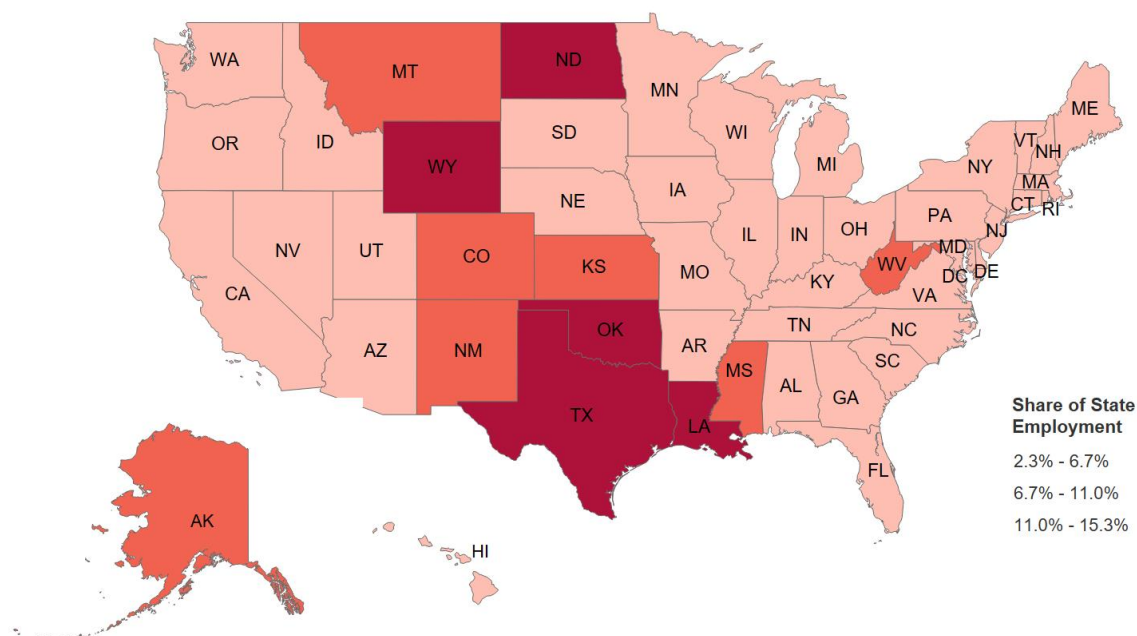 WA
MT
ND
MN
ME
OR
ID
SD
WI
MI
VT
NH
NY
WY
MA
CT
RI
NE
IA
PA
NJ
NV
UT
CO
KS
MO
IL
IN
OH
WV
MD
DC
DE
CA
KY
VA
AZ
NM
OK
AR
TN
NC
SC
MS
AL
GA
TX
LA
FL
AK
HI
Share of State
Employment
2.3% - 6.7%
6.7% - 11.0%
11.0% - 15.3%